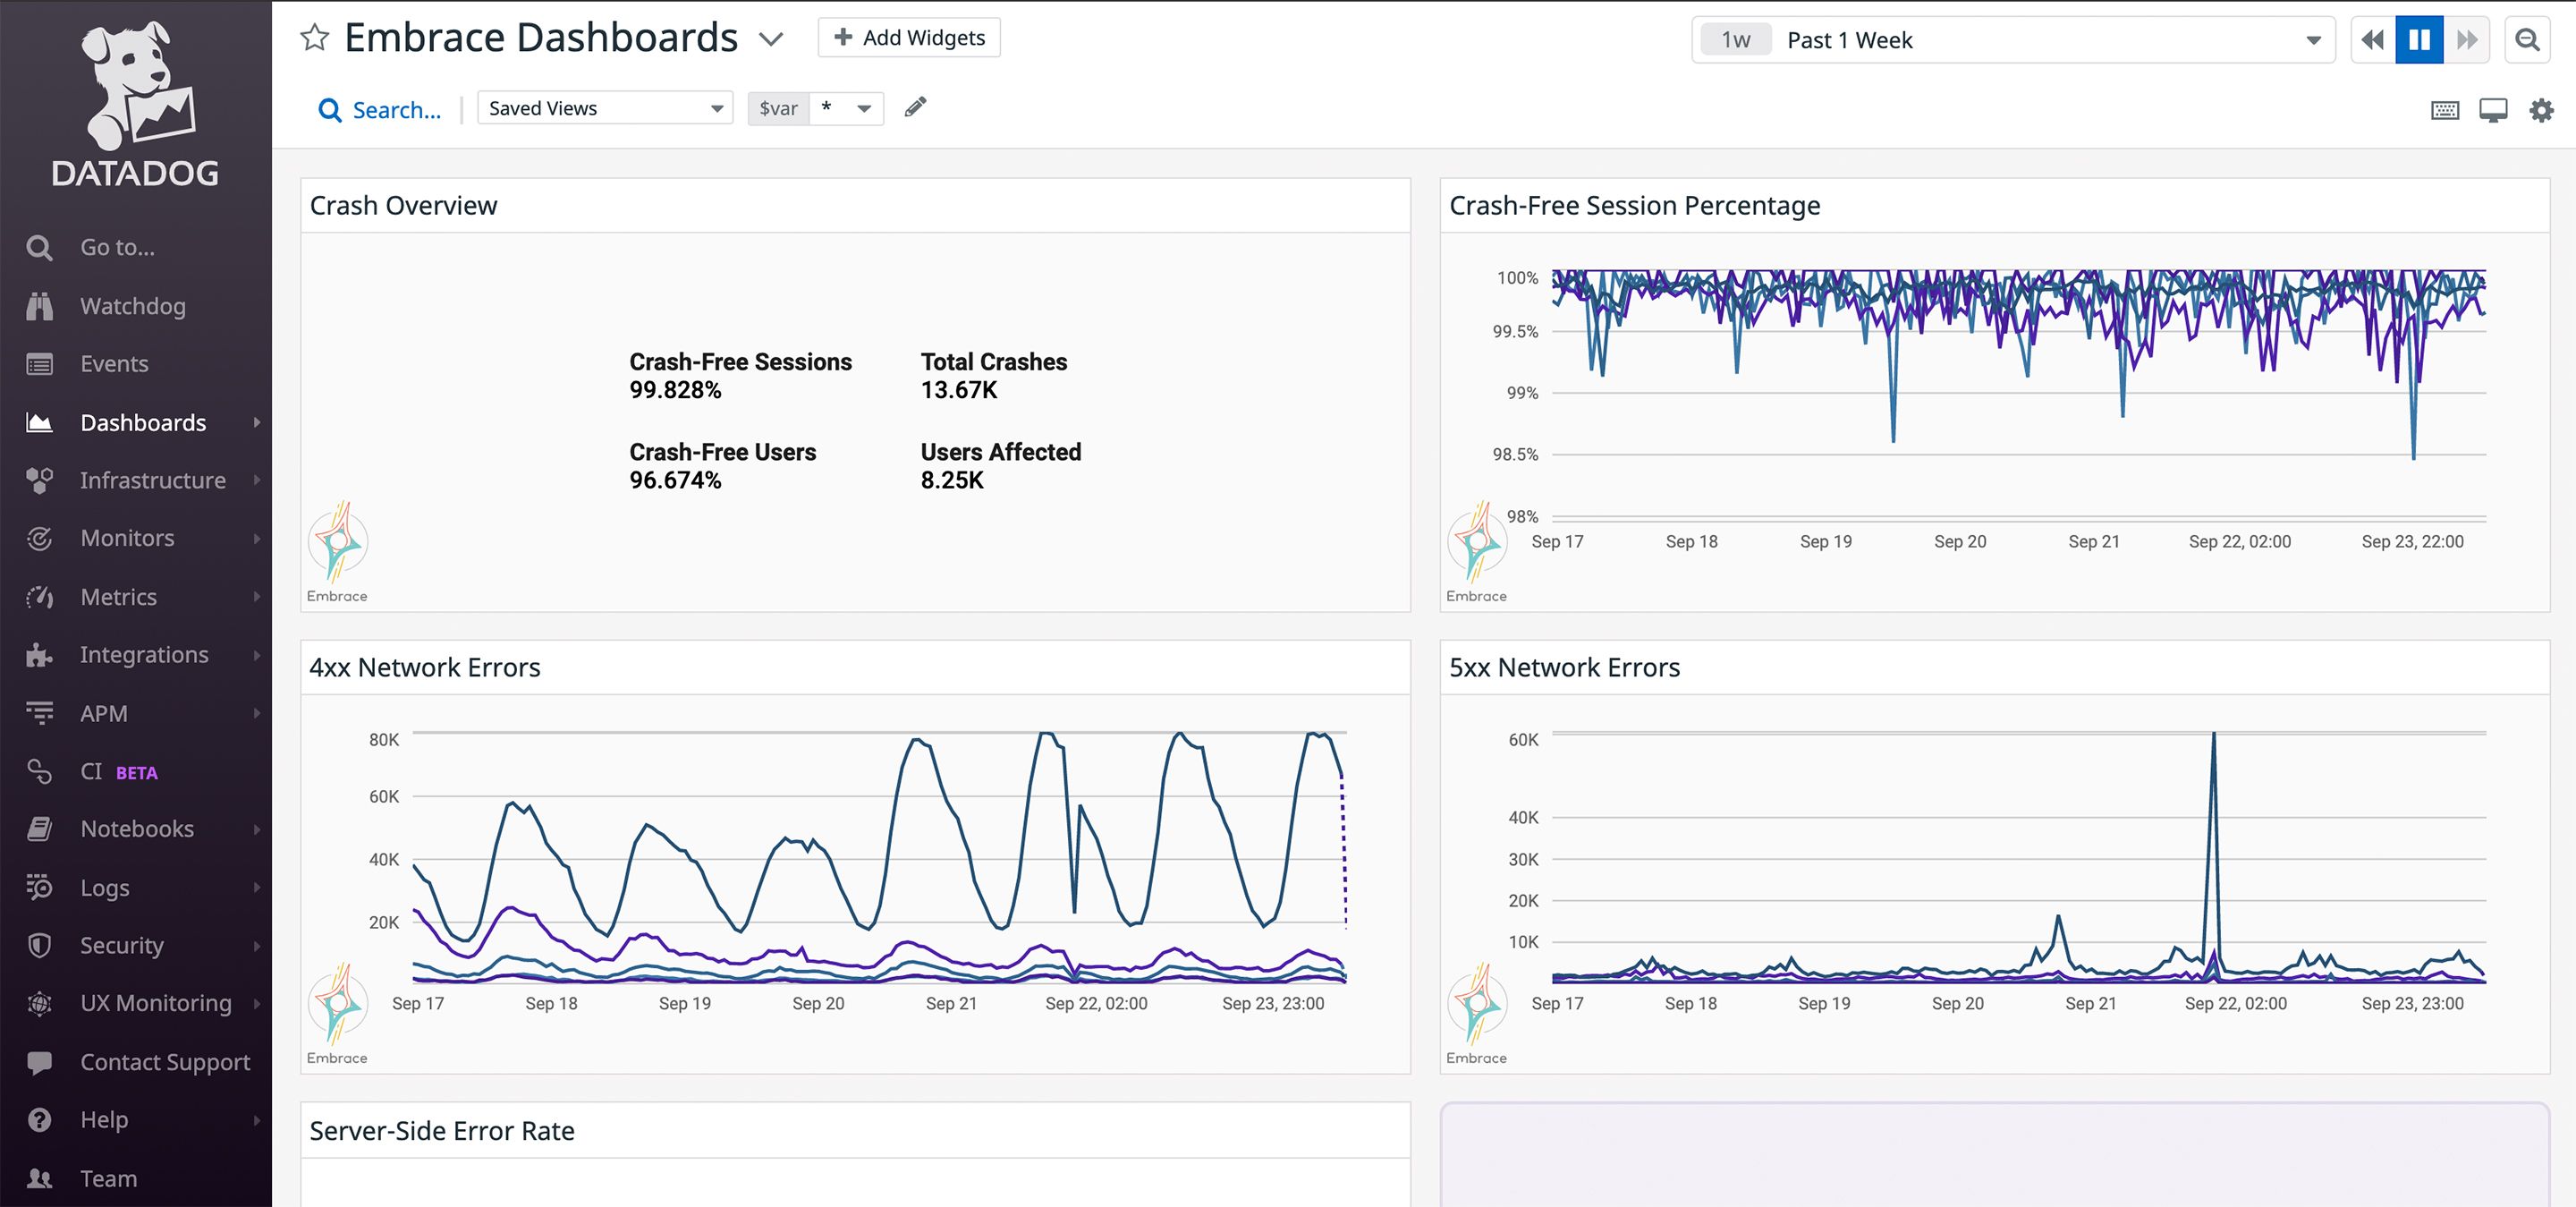 DATADOG
Go to...
Watchdog
Events
Dashboards
Infrastructure
Monitors
Metrics
Integrations
APM
CI BETA
Notebooks
Logs
Security
UX Monitoring
Contact Support
Help
Team
Embrace Dashboards
+ Add Widgets
1w Past 1 Week
Search...
Saved Views
$var *
Crash Overview
Crash-Free Sessions
99.828%
Total Crashes
13.67K
Crash-Free Users
96.674%
Users Affected
8.25K
Embrace
Crash-Free Session Percentage
100%
99.5%
99%
98.5%
98%
Sep 17 Sep 18 Sep 19 Sep 20 Sep 21 Sep 22, 02:00 Sep 23, 22:00
Embrace
4xx Network Errors
80K
60K
40K
20K
Sep 17 Sep 18 Sep 19 Sep 20 Sep 21 Sep 22, 02:00 Sep 23, 23:00
Embrace
5xx Network Errors
60K
40K
30K
20K
10K
Sep 17 Sep 18 Sep 19 Sep 20 Sep 21 Sep 22, 02:00 Sep 23, 23:00
Embrace
Server-Side Error Rate